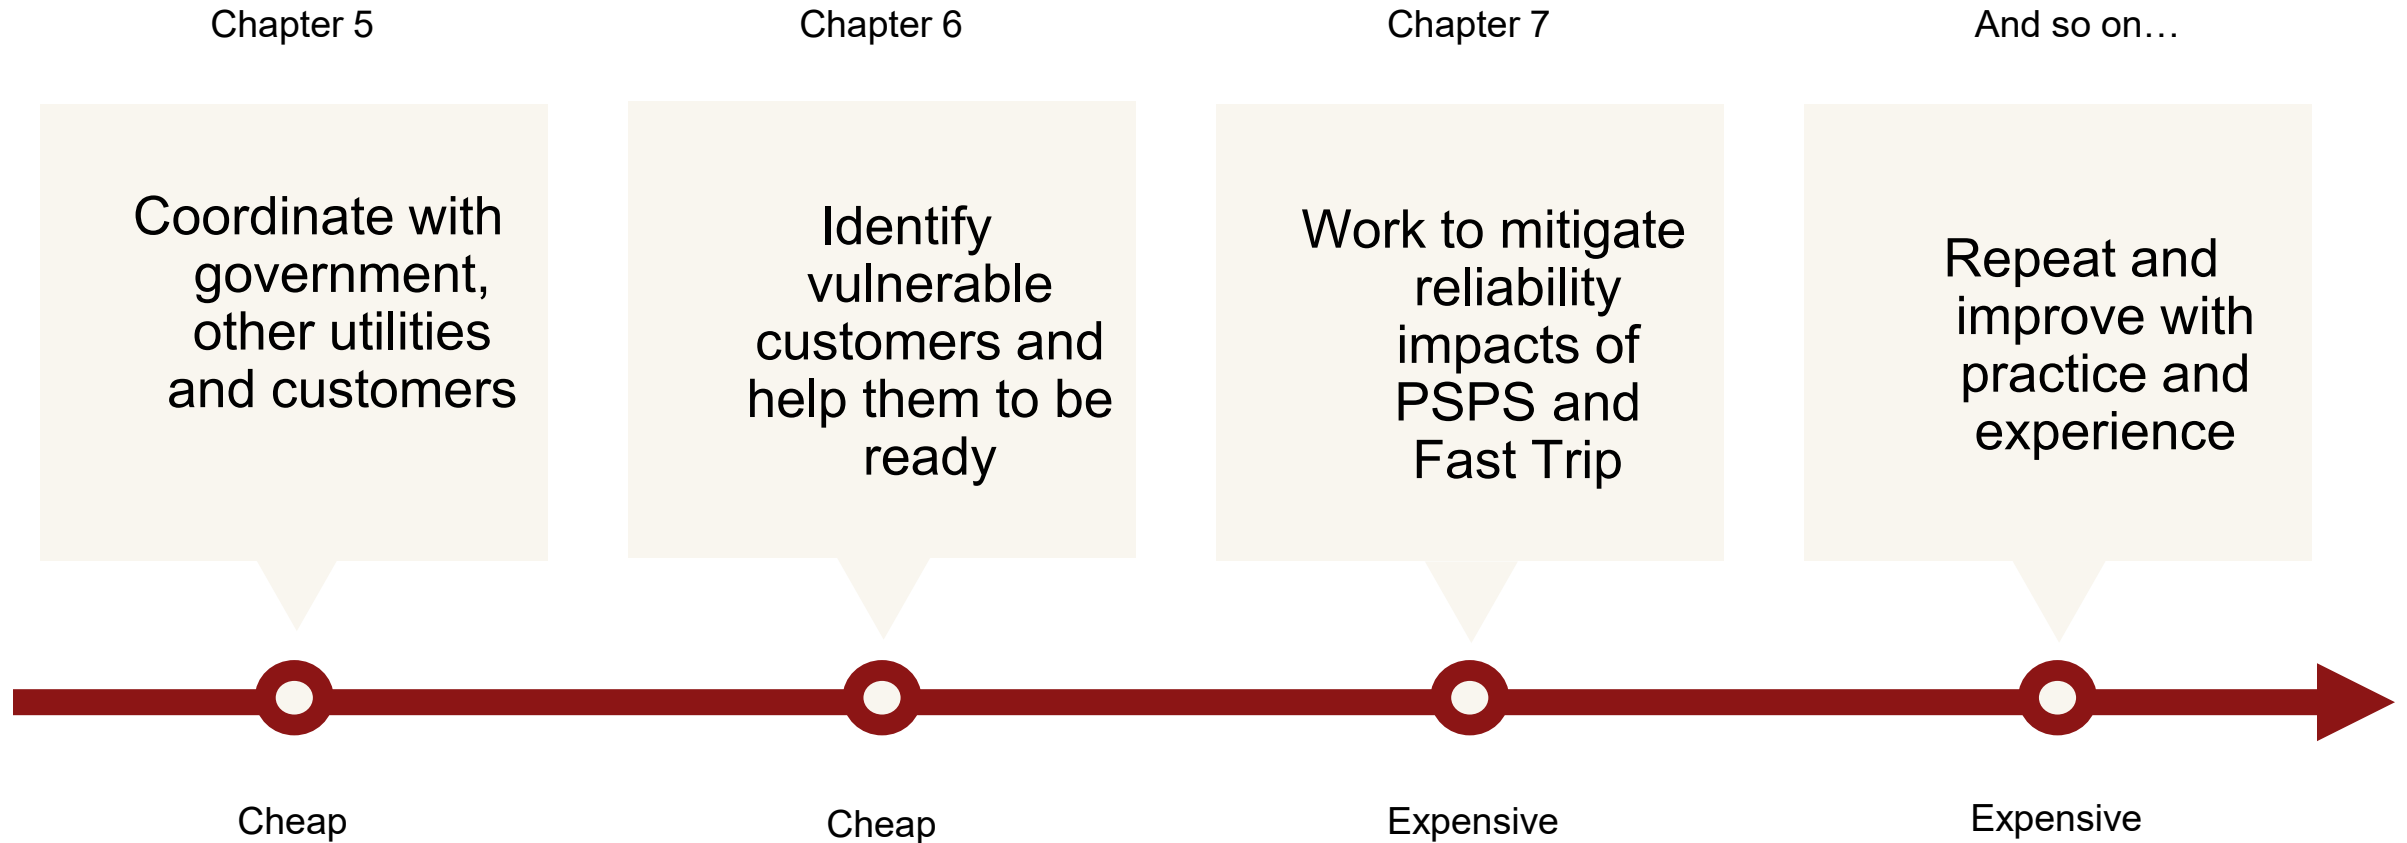 Chapter 5
Chapter 6
Chapter 7
And so on…
Coordinate with
government,
other utilities
and customers
Identify
vulnerable
customers and
help them to be
ready
Work to mitigate
reliability
impacts of
PSPS and
Fast Trip
Repeat and
improve with
practice and
experience
Cheap
Cheap
Expensive
Expensive